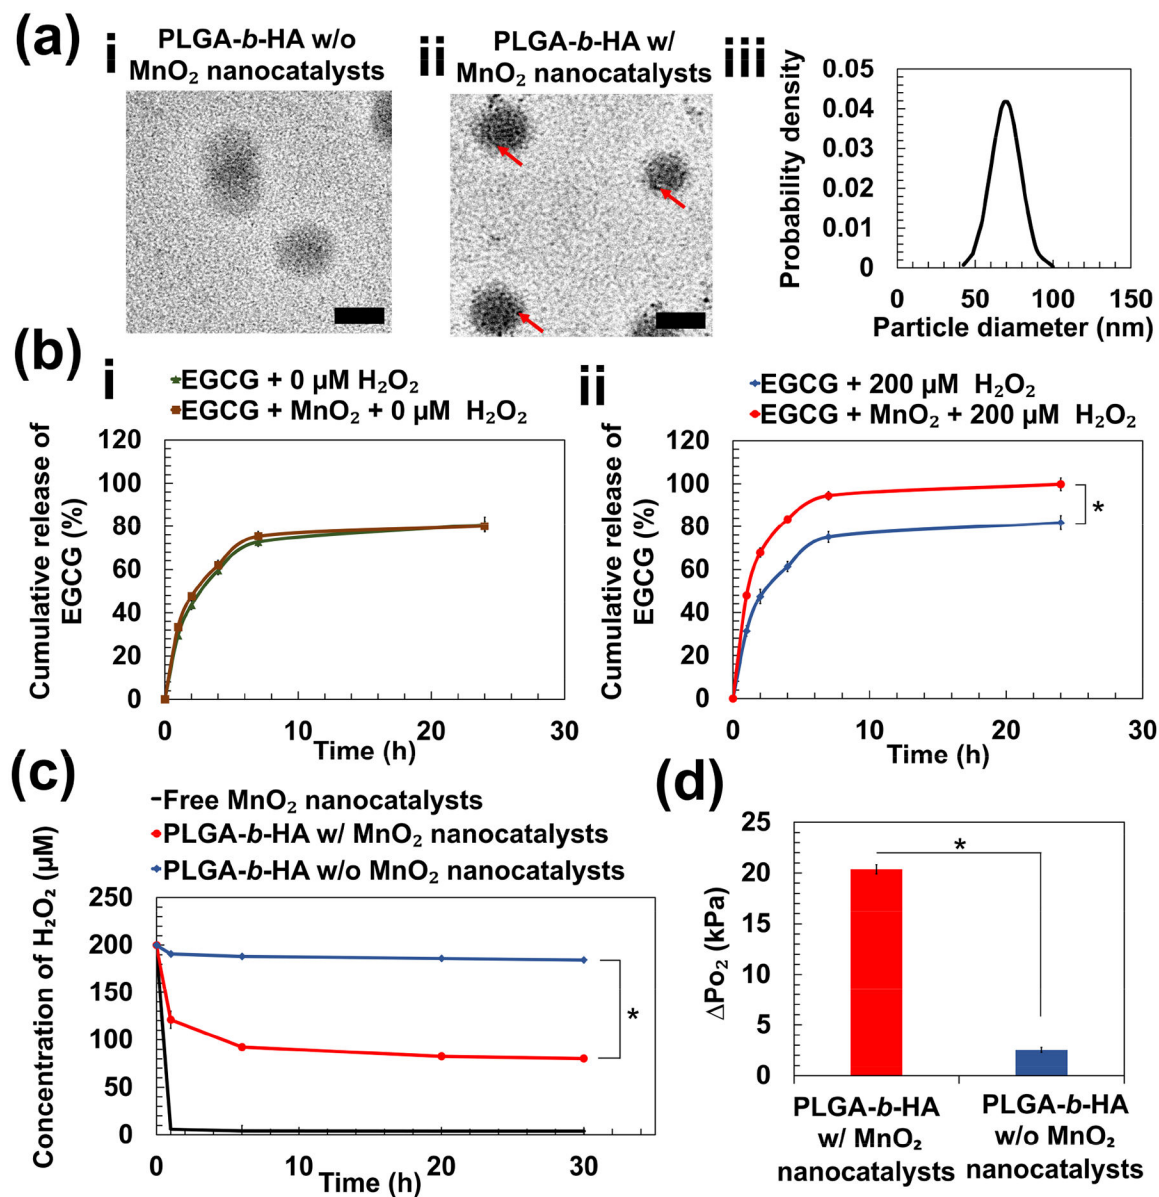 (a)
i
PLGA-b-HA w/o
MnO₂ nanocatalysts
ii
PLGA-b-HA w/
MnO₂ nanocatalysts
iii
Probability density
0.05
0.04
0.03
0.02
0.01
0
0 50 100 150
Particle diameter (nm)
(b)
i
EGCG + 0 µM H₂O₂
EGCG + MnO₂ + 0 µM H₂O₂
Cumulative release of
EGCG (%)
120
100
80
60
40
20
0
0 10 20 30
Time (h)
ii
EGCG + 200 µM H₂O₂
EGCG + MnO₂ + 200 µM H₂O₂
Cumulative release of
EGCG (%)
120
100
80
60
40
20
0
*
0 10 20 30
Time (h)
(c)
Free MnO₂ nanocatalysts
PLGA-b-HA w/ MnO₂ nanocatalysts
PLGA-b-HA w/o MnO₂ nanocatalysts
Concentration of H₂O₂ (µM)
250
200
150
100
50
0
*
0 10 20 30
Time (h)
(d)
ΔPo₂ (kPa)
25
20
15
10
5
0
*
PLGA-b-HA
w/ MnO₂
nanocatalysts
PLGA-b-HA
w/o MnO₂
nanocatalysts